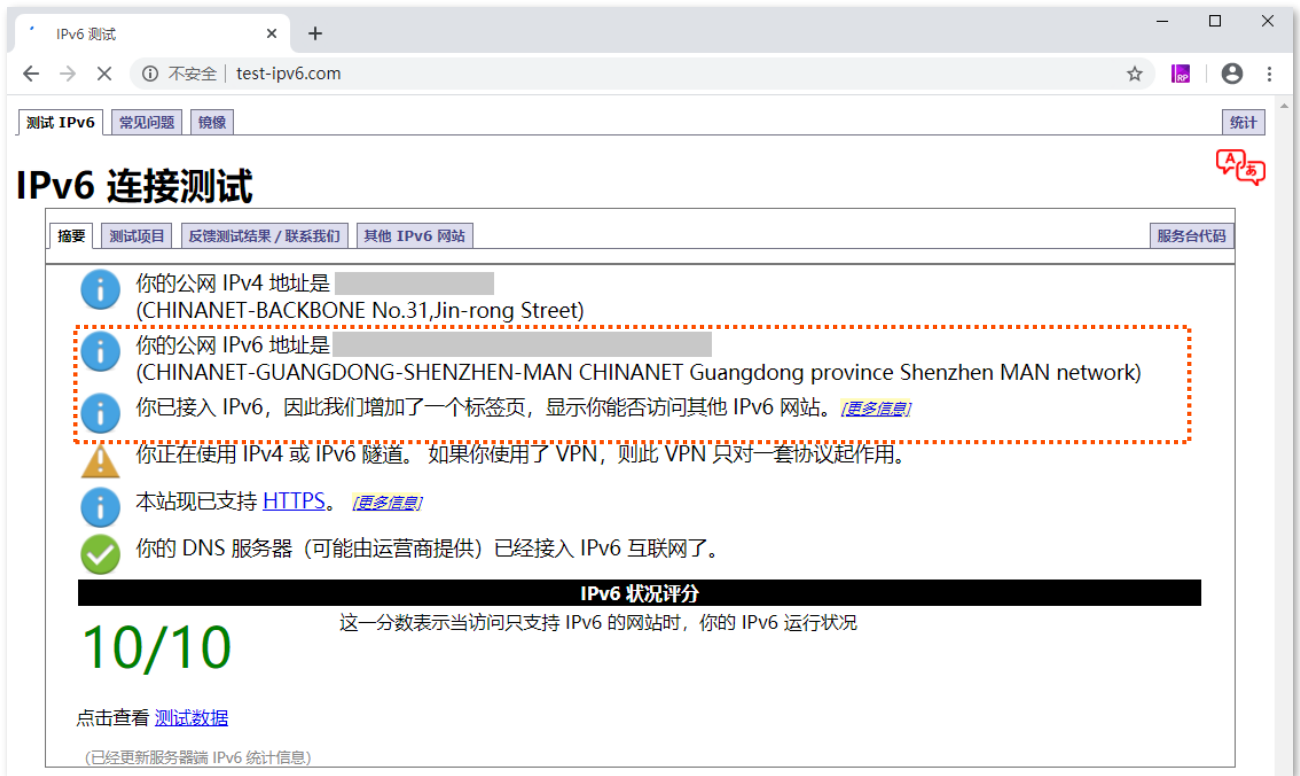 IPv6 测试
不安全 test-ipv6.com
RP
测试 IPv6 常见问题 镜像 统计
A あ
IPv6 连接测试
摘要 测试项目 反馈测试结果 / 联系我们 其他 IPv6 网站 服务台代码
你的公网 IPv4 地址是
(CHINANET-BACKBONE No.31,Jin-rong Street)
你的公网 IPv6 地址是
(CHINANET-GUANGDONG-SHENZHEN-MAN CHINANET Guangdong province Shenzhen MAN network)
你已接入 IPv6，因此我们增加了一个标签页，显示你能否访问其他 IPv6 网站。 [更多信息]
你正在使用 IPv4 或 IPv6 隧道。 如果你使用了 VPN，则此 VPN 只对一套协议起作用。
本站现已支持 HTTPS。 [更多信息]
你的 DNS 服务器（可能由运营商提供）已经接入 IPv6 互联网了。
IPv6 状况评分
10/10 这一分数表示当访问只支持 IPv6 的网站时，你的 IPv6 运行状况
点击查看 测试数据
(已经更新服务器端 IPv6 统计信息)